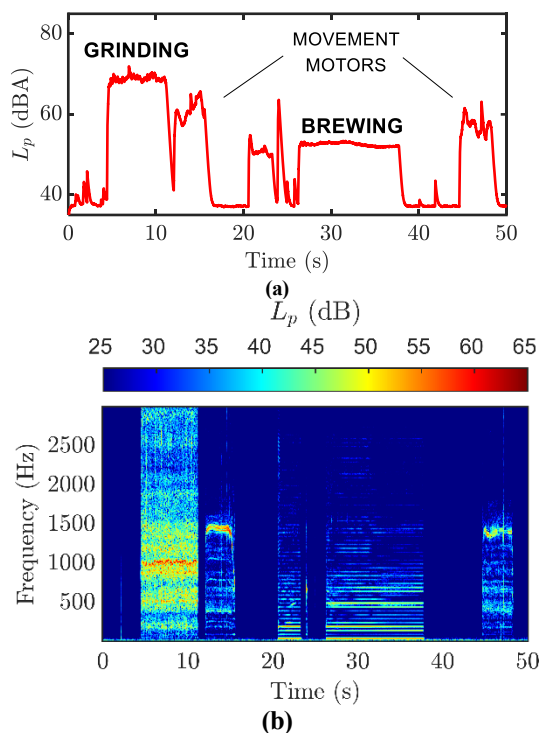 85
GRINDING
MOVEMENT
MOTORS
BREWING
60
40
L_p (dBA)
0 10 20 30 40 50
Time (s)
(a)
L_p (dB)
25 30 35 40 45 50 55 60 65
2500
2000
1500
1000
500
Frequency (Hz)
0 10 20 30 40 50
Time (s)
(b)